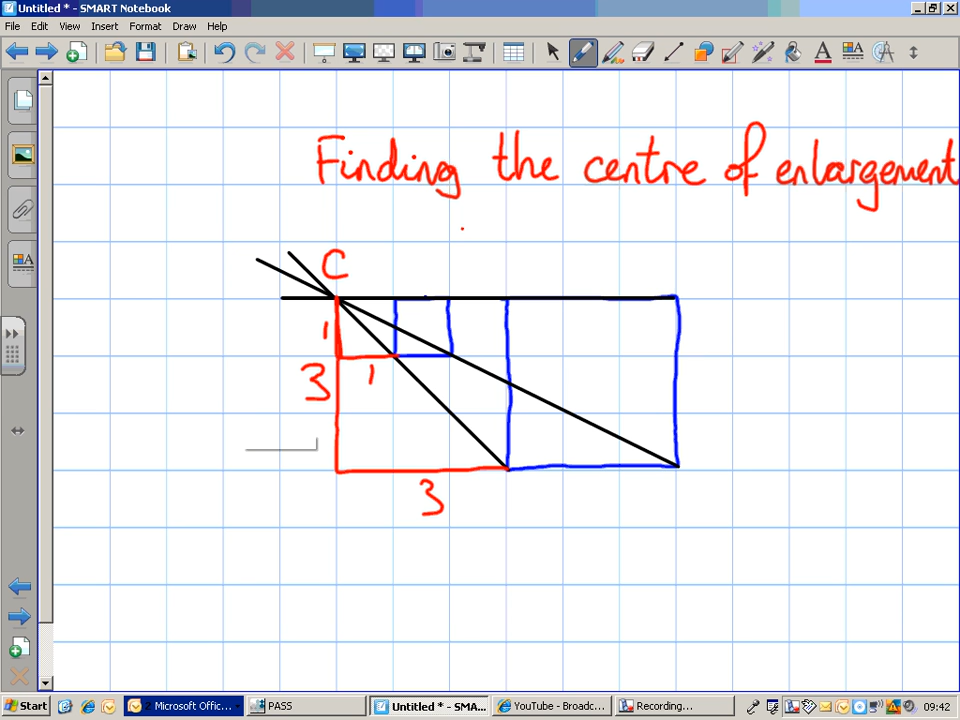 Untitled * - SMART Notebook
File Edit View Insert Format Draw Help
Finding the centre of enlargement
C
1
3
1
3
Start
2 Microsoft Offic...
PASS
Untitled * - SMA...
YouTube - Broadc...
Recording...
09:42